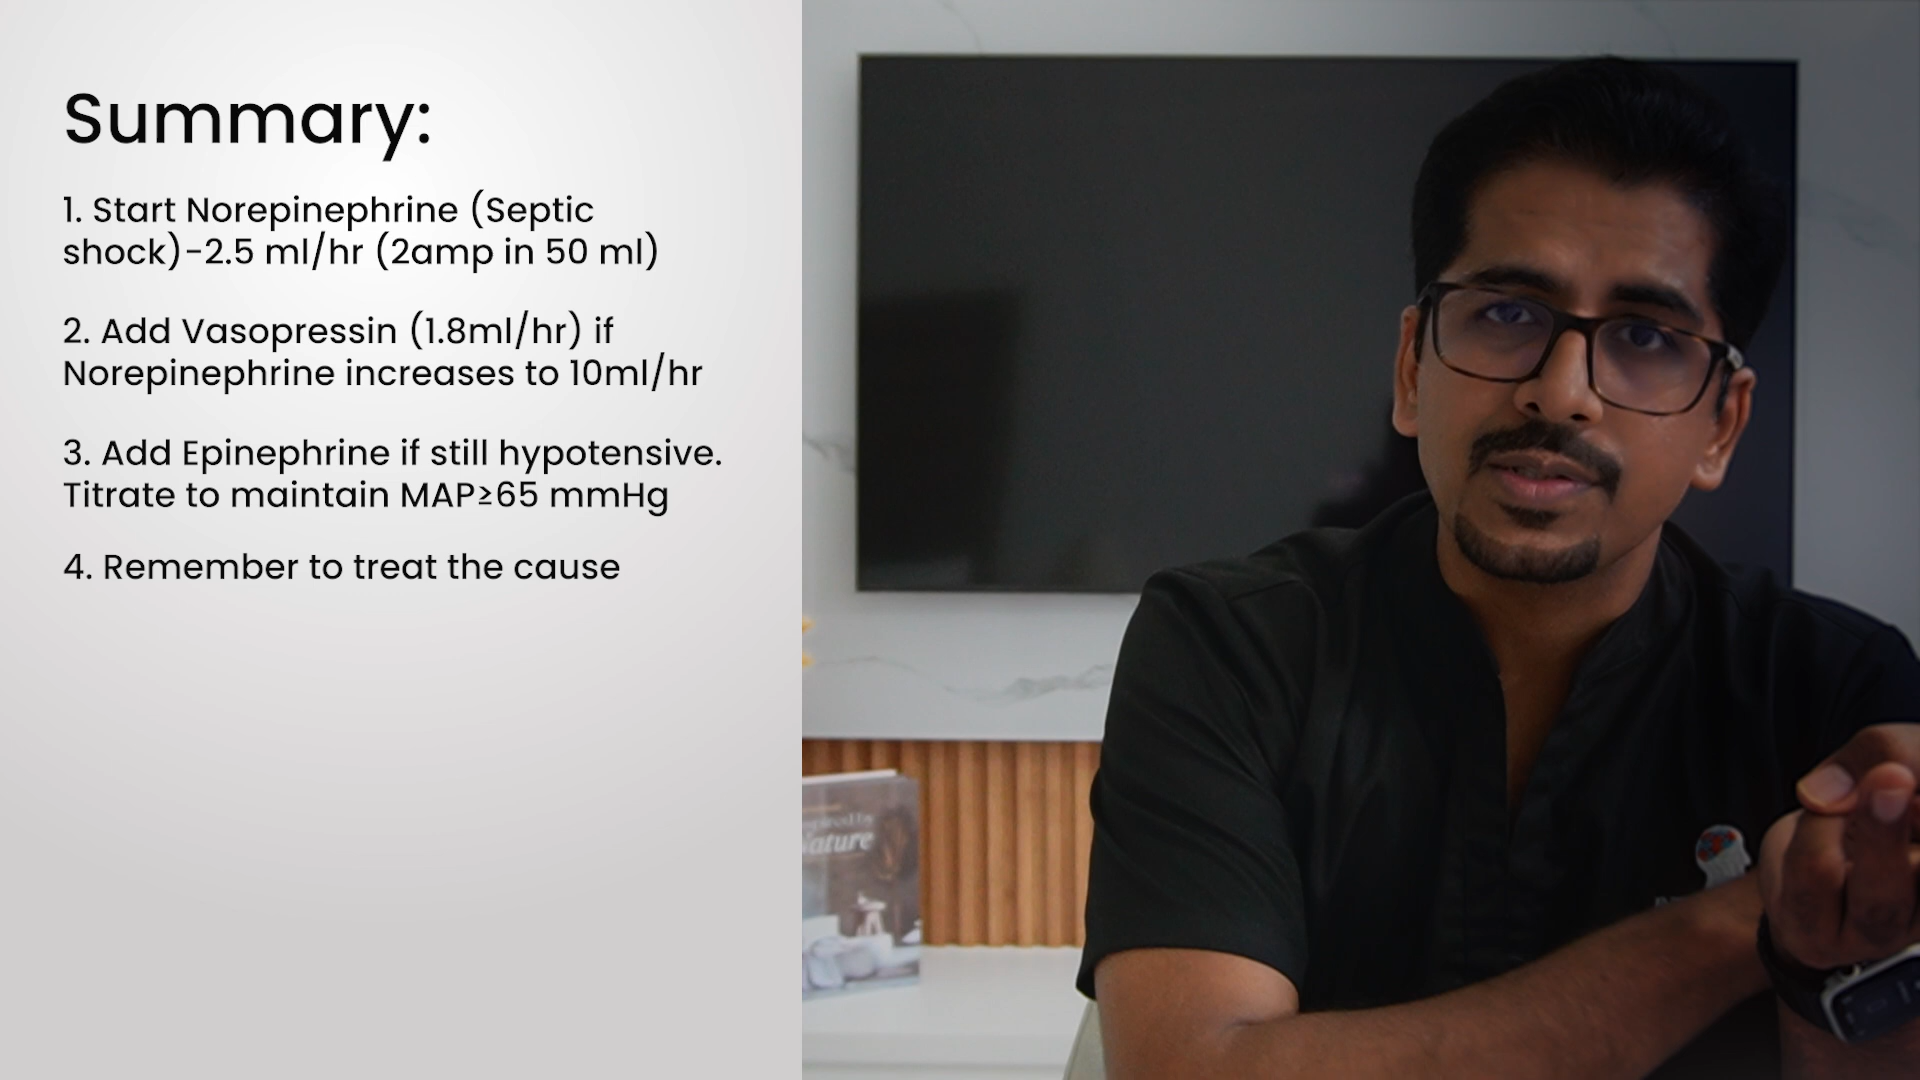 Summary:
1. Start Norepinephrine (Septic
shock)-2.5 ml/hr (2amp in 50 ml)
2. Add Vasopressin (1.8ml/hr) if
Norepinephrine increases to 10ml/hr
3. Add Epinephrine if still hypotensive.
Titrate to maintain MAP≥65 mmHg
4. Remember to treat the cause
Nature